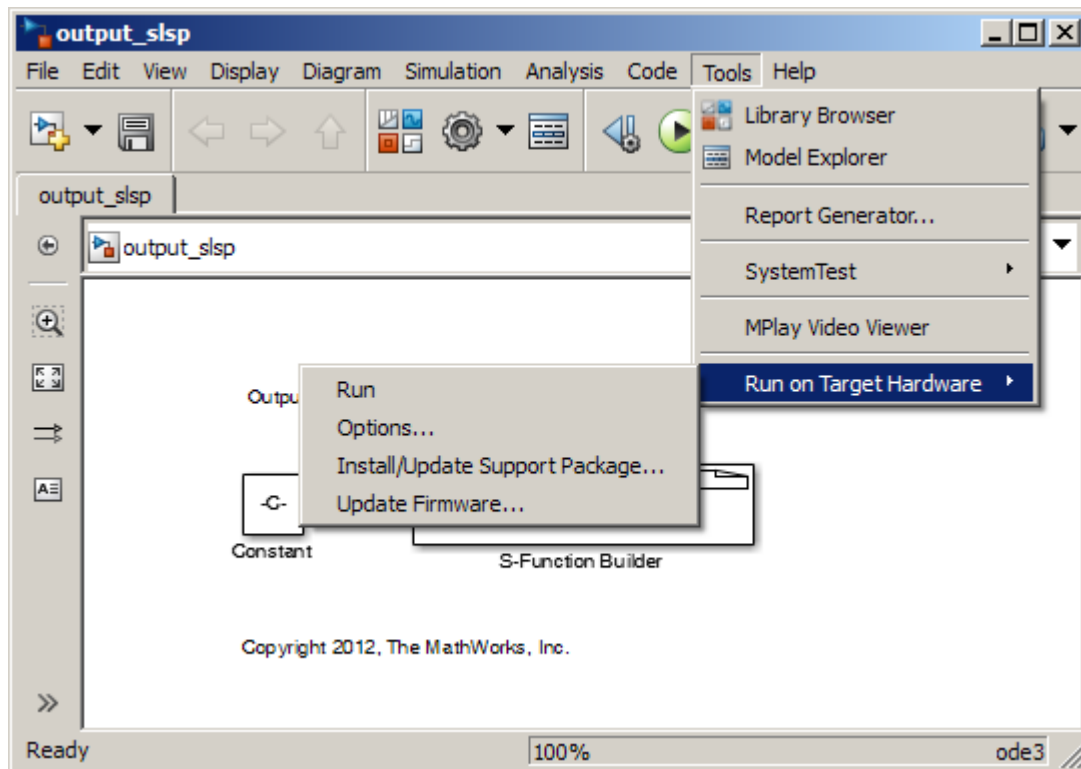 output_slsp
File Edit View Display Diagram Simulation Analysis Code Tools Help
Library Browser
Model Explorer
output_slsp
Report Generator...
output_slsp
SystemTest
MPlay Video Viewer
Run on Target Hardware
Run
Options...
Install/Update Support Package...
Update Firmware...
-C-
Constant
S-Function Builder
Copyright 2012, The MathWorks, Inc.
Ready 100% ode3